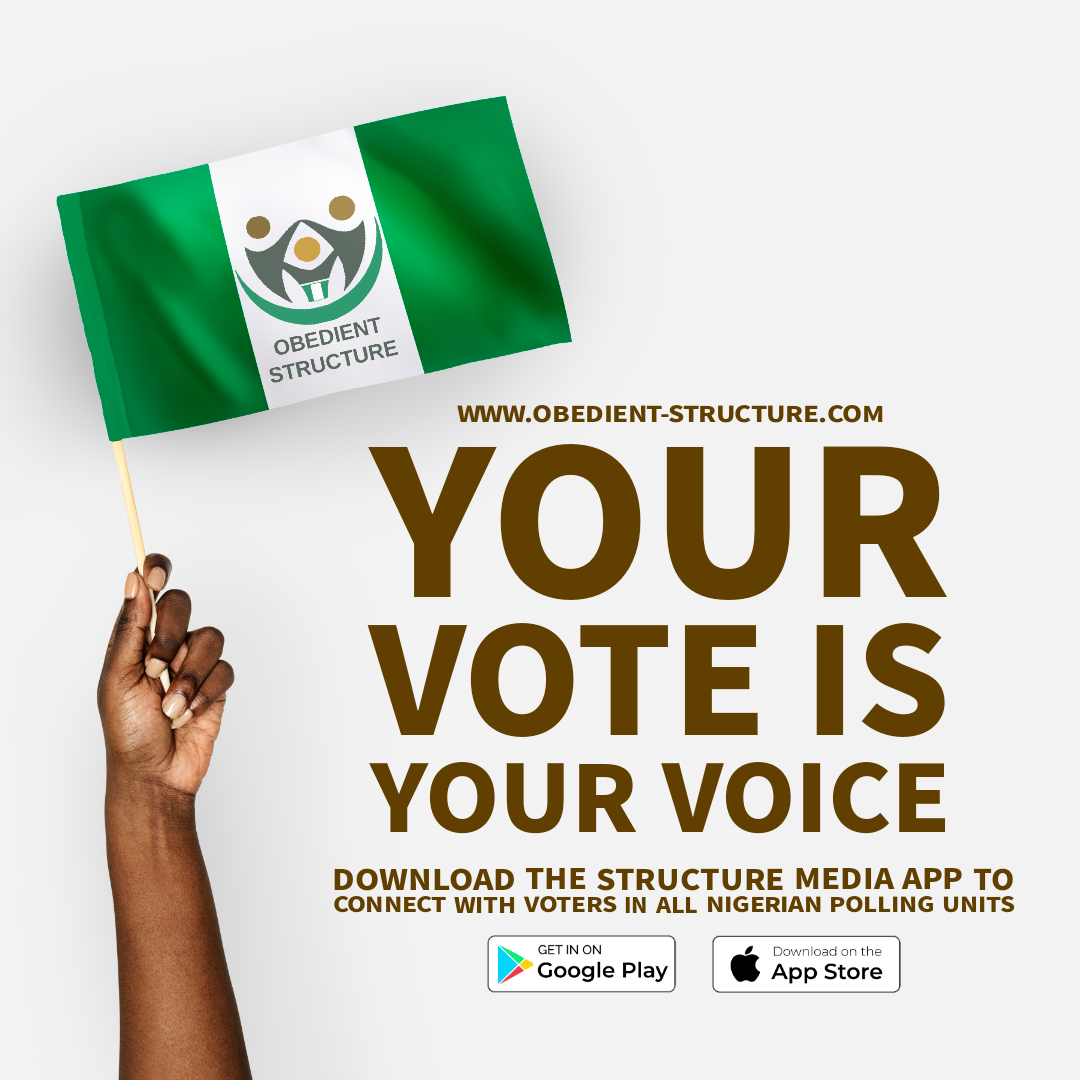 OBEDIENT
STRUCTURE
WWW.OBEDIENT-STRUCTURE.COM
YOUR
VOTE IS
YOUR VOICE
DOWNLOAD THE STRUCTURE MEDIA APP TO
CONNECT WITH VOTERS IN ALL NIGERIAN POLLING UNITS
GET IN ON
Google Play
Download on the
App Store